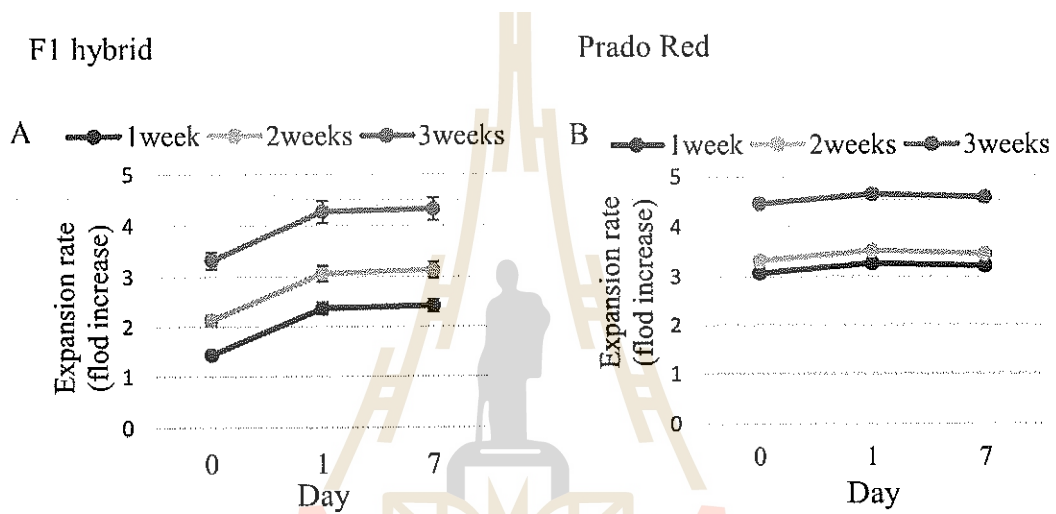 F1 hybrid
Prado Red
A
1week 2weeks 3weeks
5
4
3
2
1
0
Expansion rate
(flod increase)
0 1 7
Day
B
1week 2weeks 3weeks
5
4
3
2
1
0
Expansion rate
(flod increase)
0 1 7
Day